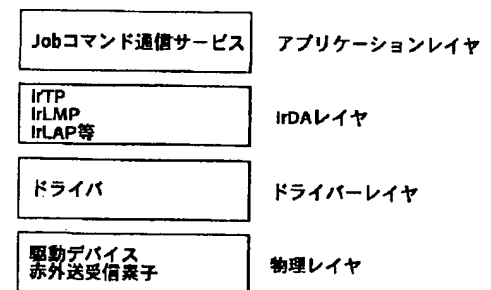 Jobコマンド通信サービス アプリケーションレイヤ
IrTP
IrLMP IrDAレイヤ
IrLAP等
ドライバ ドライバーレイヤ
駆動デバイス
赤外送受信素子 物理レイヤ